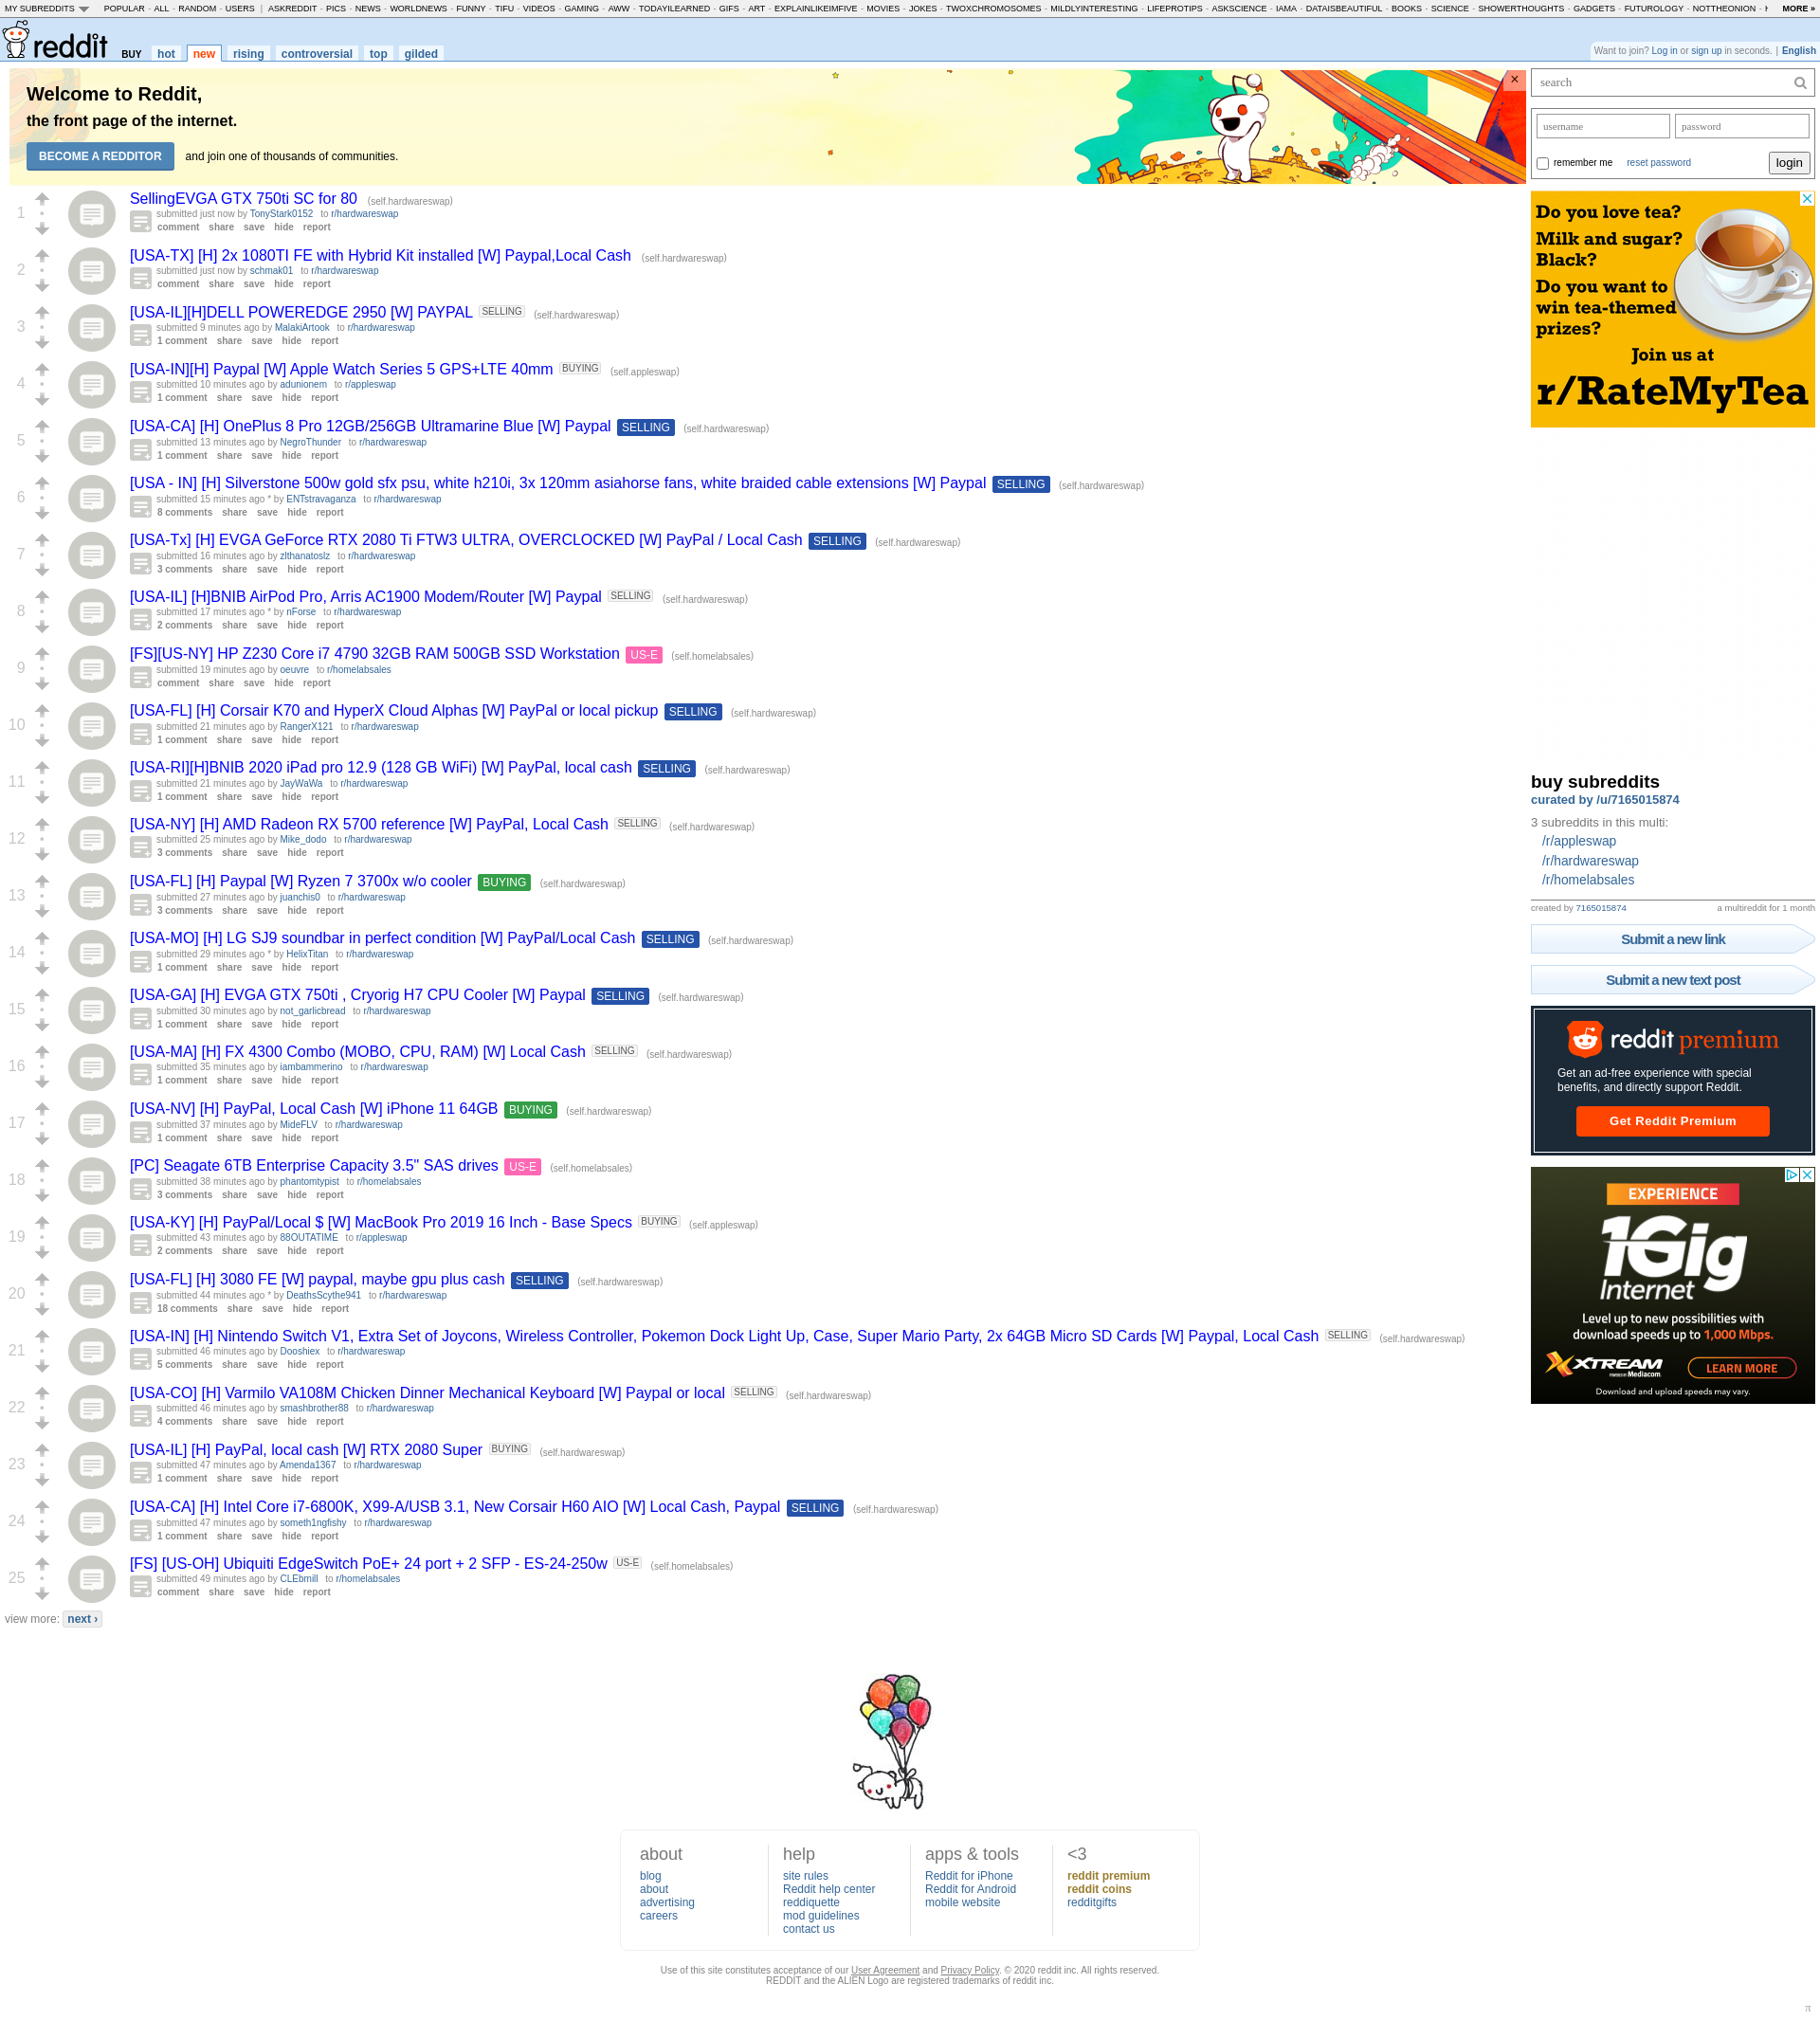 MY SUBREDDITS POPULAR - ALL - RANDOM - USERS | ASKREDDIT - PICS - NEWS - WORLDNEWS - FUNNY - TIFU - VIDEOS - GAMING - AWW - TODAYILEARNED - GIFS - ART - EXPLAINLIKEIMFIVE - MOVIES - JOKES - TWOXCHROMOSOMES - MILDLYINTERESTING - LIFEPROTIPS - ASKSCIENCE - IAMA - DATAISBEAUTIFUL - BOOKS - SCIENCE - SHOWERTHOUGHTS - GADGETS - FUTUROLOGY - NOTTHEONION - MORE »
reddit BUY hot new rising controversial top gilded
Want to join? Log in or sign up in seconds. | English
Welcome to Reddit,
the front page of the internet.
BECOME A REDDITOR and join one of thousands of communities.
×
search
username password
remember me reset password login
1 SellingEVGA GTX 750ti SC for 80 (self.hardwareswap)
submitted just now by TonyStark0152 to r/hardwareswap
comment share save hide report
2 [USA-TX] [H] 2x 1080TI FE with Hybrid Kit installed [W] Paypal,Local Cash (self.hardwareswap)
submitted just now by schmak01 to r/hardwareswap
comment share save hide report
3 [USA-IL][H]DELL POWEREDGE 2950 [W] PAYPAL SELLING (self.hardwareswap)
submitted 9 minutes ago by MalakiArtook to r/hardwareswap
1 comment share save hide report
4 [USA-IN][H] Paypal [W] Apple Watch Series 5 GPS+LTE 40mm BUYING (self.appleswap)
submitted 10 minutes ago by adunionem to r/appleswap
1 comment share save hide report
5 [USA-CA] [H] OnePlus 8 Pro 12GB/256GB Ultramarine Blue [W] Paypal SELLING (self.hardwareswap)
submitted 13 minutes ago by NegroThunder to r/hardwareswap
1 comment share save hide report
6 [USA - IN] [H] Silverstone 500w gold sfx psu, white h210i, 3x 120mm asiahorse fans, white braided cable extensions [W] Paypal SELLING (self.hardwareswap)
submitted 15 minutes ago * by ENTstravaganza to r/hardwareswap
8 comments share save hide report
7 [USA-Tx] [H] EVGA GeForce RTX 2080 Ti FTW3 ULTRA, OVERCLOCKED [W] PayPal / Local Cash SELLING (self.hardwareswap)
submitted 16 minutes ago by zlthanatoslz to r/hardwareswap
3 comments share save hide report
8 [USA-IL] [H]BNIB AirPod Pro, Arris AC1900 Modem/Router [W] Paypal SELLING (self.hardwareswap)
submitted 17 minutes ago * by nForse to r/hardwareswap
2 comments share save hide report
9 [FS][US-NY] HP Z230 Core i7 4790 32GB RAM 500GB SSD Workstation US-E (self.homelabsales)
submitted 19 minutes ago by oeuvre to r/homelabsales
comment share save hide report
10 [USA-FL] [H] Corsair K70 and HyperX Cloud Alphas [W] PayPal or local pickup SELLING (self.hardwareswap)
submitted 21 minutes ago by RangerX121 to r/hardwareswap
1 comment share save hide report
11 [USA-RI][H]BNIB 2020 iPad pro 12.9 (128 GB WiFi) [W] PayPal, local cash SELLING (self.hardwareswap)
submitted 21 minutes ago by JayWaWa to r/hardwareswap
1 comment share save hide report
12 [USA-NY] [H] AMD Radeon RX 5700 reference [W] PayPal, Local Cash SELLING (self.hardwareswap)
submitted 25 minutes ago by Mike_dodo to r/hardwareswap
3 comments share save hide report
13 [USA-FL] [H] Paypal [W] Ryzen 7 3700x w/o cooler BUYING (self.hardwareswap)
submitted 27 minutes ago by juanchis0 to r/hardwareswap
3 comments share save hide report
14 [USA-MO] [H] LG SJ9 soundbar in perfect condition [W] PayPal/Local Cash SELLING (self.hardwareswap)
submitted 29 minutes ago * by HelixTitan to r/hardwareswap
1 comment share save hide report
15 [USA-GA] [H] EVGA GTX 750ti , Cryorig H7 CPU Cooler [W] Paypal SELLING (self.hardwareswap)
submitted 30 minutes ago by not_garlicbread to r/hardwareswap
1 comment share save hide report
16 [USA-MA] [H] FX 4300 Combo (MOBO, CPU, RAM) [W] Local Cash SELLING (self.hardwareswap)
submitted 35 minutes ago by iambammerino to r/hardwareswap
1 comment share save hide report
17 [USA-NV] [H] PayPal, Local Cash [W] iPhone 11 64GB BUYING (self.hardwareswap)
submitted 37 minutes ago by MideFLV to r/hardwareswap
1 comment share save hide report
18 [PC] Seagate 6TB Enterprise Capacity 3.5" SAS drives US-E (self.homelabsales)
submitted 38 minutes ago by phantomtypist to r/homelabsales
3 comments share save hide report
19 [USA-KY] [H] PayPal/Local $ [W] MacBook Pro 2019 16 Inch - Base Specs BUYING (self.appleswap)
submitted 43 minutes ago by 88OUTATIME to r/appleswap
2 comments share save hide report
20 [USA-FL] [H] 3080 FE [W] paypal, maybe gpu plus cash SELLING (self.hardwareswap)
submitted 44 minutes ago * by DeathsScythe941 to r/hardwareswap
18 comments share save hide report
21 [USA-IN] [H] Nintendo Switch V1, Extra Set of Joycons, Wireless Controller, Pokemon Dock Light Up, Case, Super Mario Party, 2x 64GB Micro SD Cards [W] Paypal, Local Cash SELLING (self.hardwareswap)
submitted 46 minutes ago by Dooshiex to r/hardwareswap
5 comments share save hide report
22 [USA-CO] [H] Varmilo VA108M Chicken Dinner Mechanical Keyboard [W] Paypal or local SELLING (self.hardwareswap)
submitted 46 minutes ago by smashbrother88 to r/hardwareswap
4 comments share save hide report
23 [USA-IL] [H] PayPal, local cash [W] RTX 2080 Super BUYING (self.hardwareswap)
submitted 47 minutes ago by Amenda1367 to r/hardwareswap
1 comment share save hide report
24 [USA-CA] [H] Intel Core i7-6800K, X99-A/USB 3.1, New Corsair H60 AIO [W] Local Cash, Paypal SELLING (self.hardwareswap)
submitted 47 minutes ago by someth1ngfishy to r/hardwareswap
1 comment share save hide report
25 [FS] [US-OH] Ubiquiti EdgeSwitch PoE+ 24 port + 2 SFP - ES-24-250w US-E (self.homelabsales)
submitted 49 minutes ago by CLEbmill to r/homelabsales
comment share save hide report
view more: next ›
Do you love tea?
Milk and sugar?
Black?
Do you want to
win tea-themed
prizes?
Join us at
r/RateMyTea
buy subreddits
curated by /u/7165015874
3 subreddits in this multi:
/r/appleswap
/r/hardwareswap
/r/homelabsales
created by 7165015874 a multireddit for 1 month
Submit a new link
Submit a new text post
reddit premium
Get an ad-free experience with special
benefits, and directly support Reddit.
Get Reddit Premium
EXPERIENCE
1Gig
Internet
Level up to new possibilities with
download speeds up to 1,000 Mbps.
XTREAM POWERED BY Mediacom LEARN MORE
Download and upload speeds may vary.
about
blog
about
advertising
careers
help
site rules
Reddit help center
reddiquette
mod guidelines
contact us
apps & tools
Reddit for iPhone
Reddit for Android
mobile website
<3
reddit premium
reddit coins
redditgifts
Use of this site constitutes acceptance of our User Agreement and Privacy Policy. © 2020 reddit inc. All rights reserved.
REDDIT and the ALIEN Logo are registered trademarks of reddit inc.
π